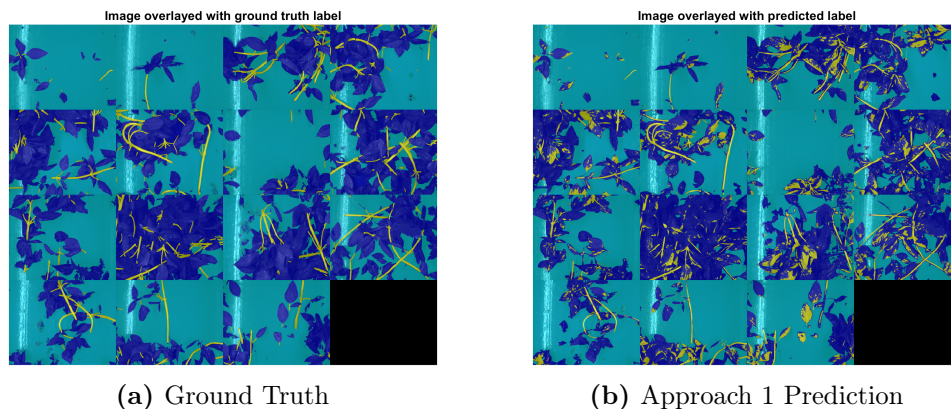 Image overlayed with ground truth label
Image overlayed with predicted label
(a) Ground Truth
(b) Approach 1 Prediction